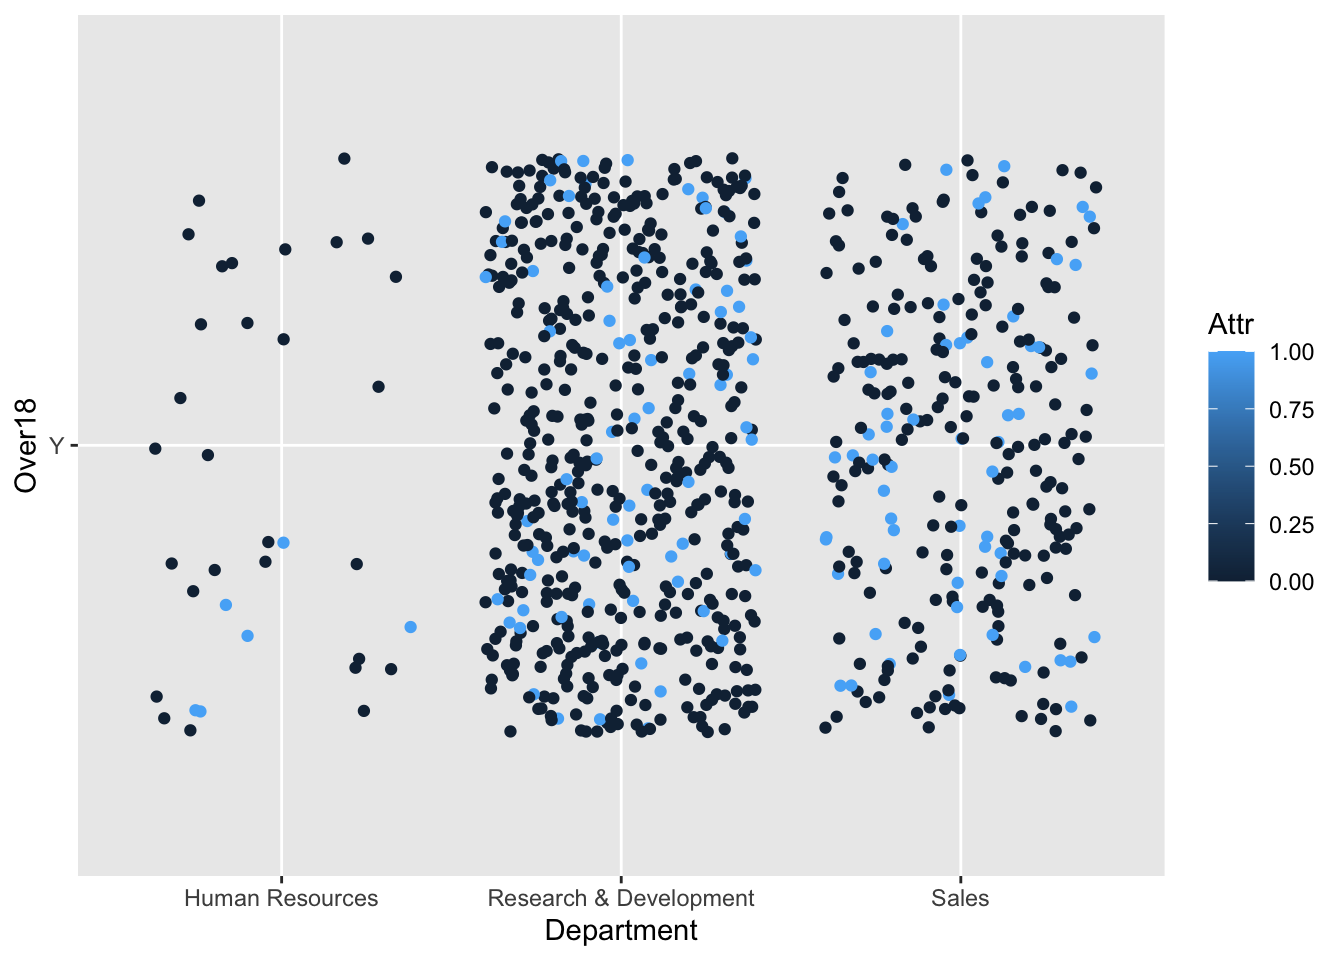 Over18
Y
Human Resources
Research & Development
Sales
Department
Attr
1.00
0.75
0.50
0.25
0.00